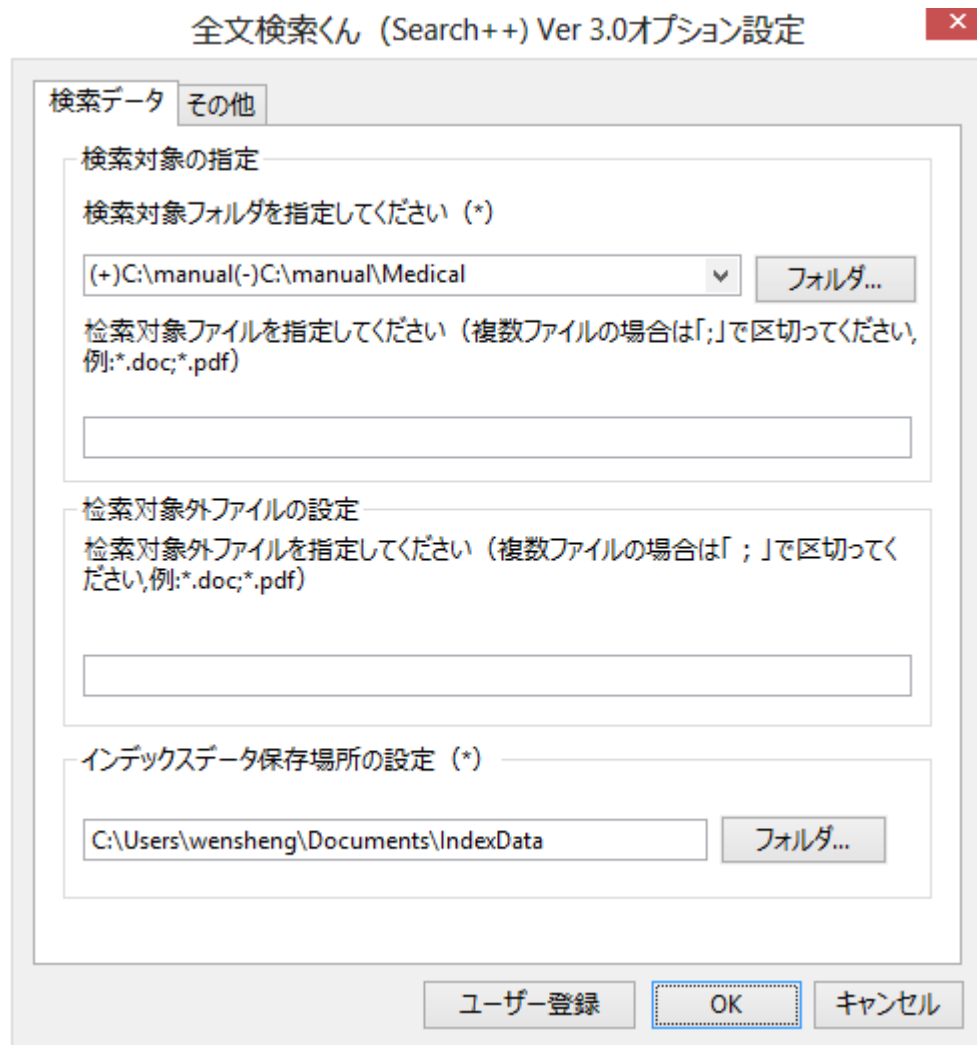 全文検索くん（Search++) Ver 3.0オプション設定
検索データ
その他
検索対象の指定
検索対象フォルダを指定してください（*）
(+)C:\manual(-)C:\manual\Medical
フォルダ...
検索対象ファイルを指定してください（複数ファイルの場合は「;」で区切ってください,
例:*.doc;*.pdf）
検索対象外ファイルの設定
検索対象外ファイルを指定してください（複数ファイルの場合は「 ; 」で区切ってく
ださい,例:*.doc;*.pdf）
インデックスデータ保存場所の設定（*）
C:\Users\wensheng\Documents\IndexData
フォルダ...
ユーザー登録
OK
キャンセル